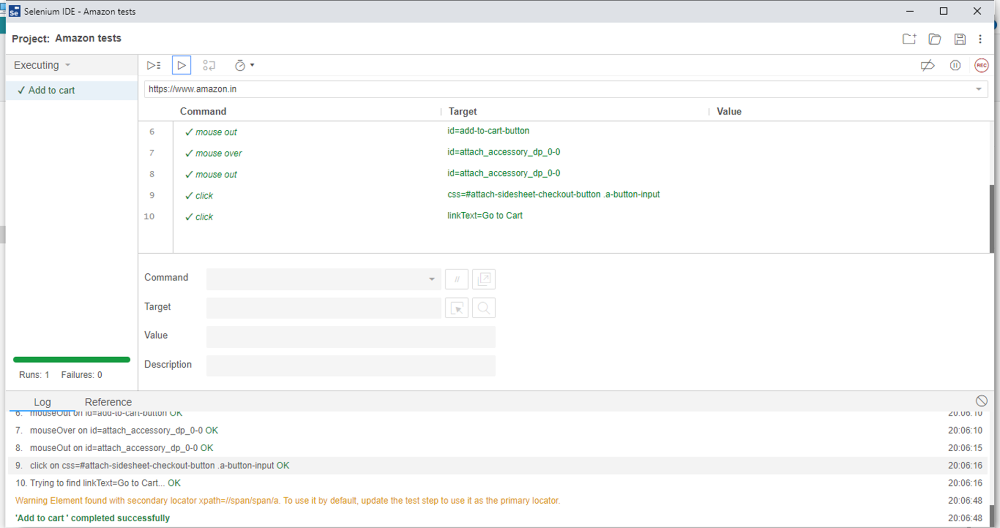 Se Selenium IDE - Amazon tests
Project: Amazon tests
Executing
REC
✓ Add to cart
https://www.amazon.in
Command Target Value
6 ✓ mouse out id=add-to-cart-button
7 ✓ mouse over id=attach_accessory_dp_0-0
8 ✓ mouse out id=attach_accessory_dp_0-0
9 ✓ click css=#attach-sidesheet-checkout-button .a-button-input
10 ✓ click linkText=Go to Cart
Command //
Target
Value
Description
Runs: 1 Failures: 0
Log Reference
6. mouseOut on id=add-to-cart-button OK 20:06:10
7. mouseOver on id=attach_accessory_dp_0-0 OK 20:06:10
8. mouseOut on id=attach_accessory_dp_0-0 OK 20:06:15
9. click on css=#attach-sidesheet-checkout-button .a-button-input OK 20:06:16
10. Trying to find linkText=Go to Cart... OK 20:06:16
Warning Element found with secondary locator xpath=//span/span/a. To use it by default, update the test step to use it as the primary locator. 20:06:48
'Add to cart ' completed successfully 20:06:48